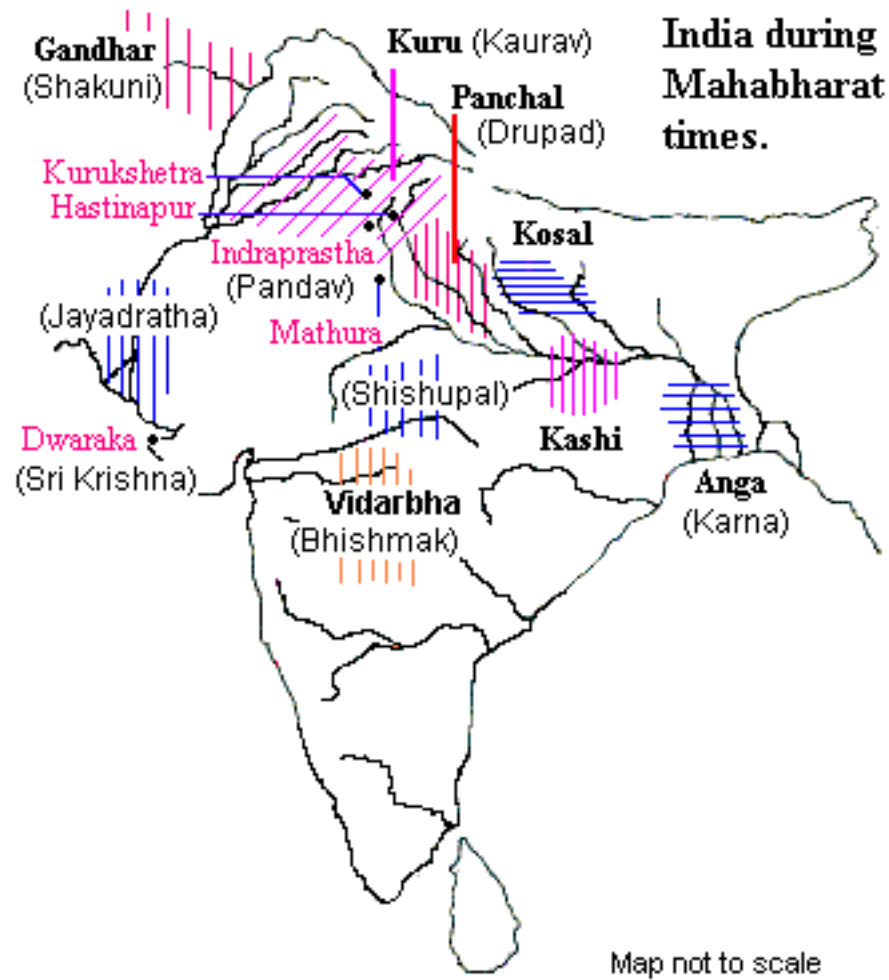 Gandhar
(Shakuni)
Kuru (Kaurav)
India during
Mahabharat
times.
Panchal
(Drupad)
Kurukshetra
Hastinapur
Kosal
Indraprastha
(Pandav)
(Jayadratha)
Mathura
(Shishupal)
Dwaraka
(Sri Krishna)
Kashi
Anga
(Karna)
Vidarbha
(Bhishmak)
Map not to scale